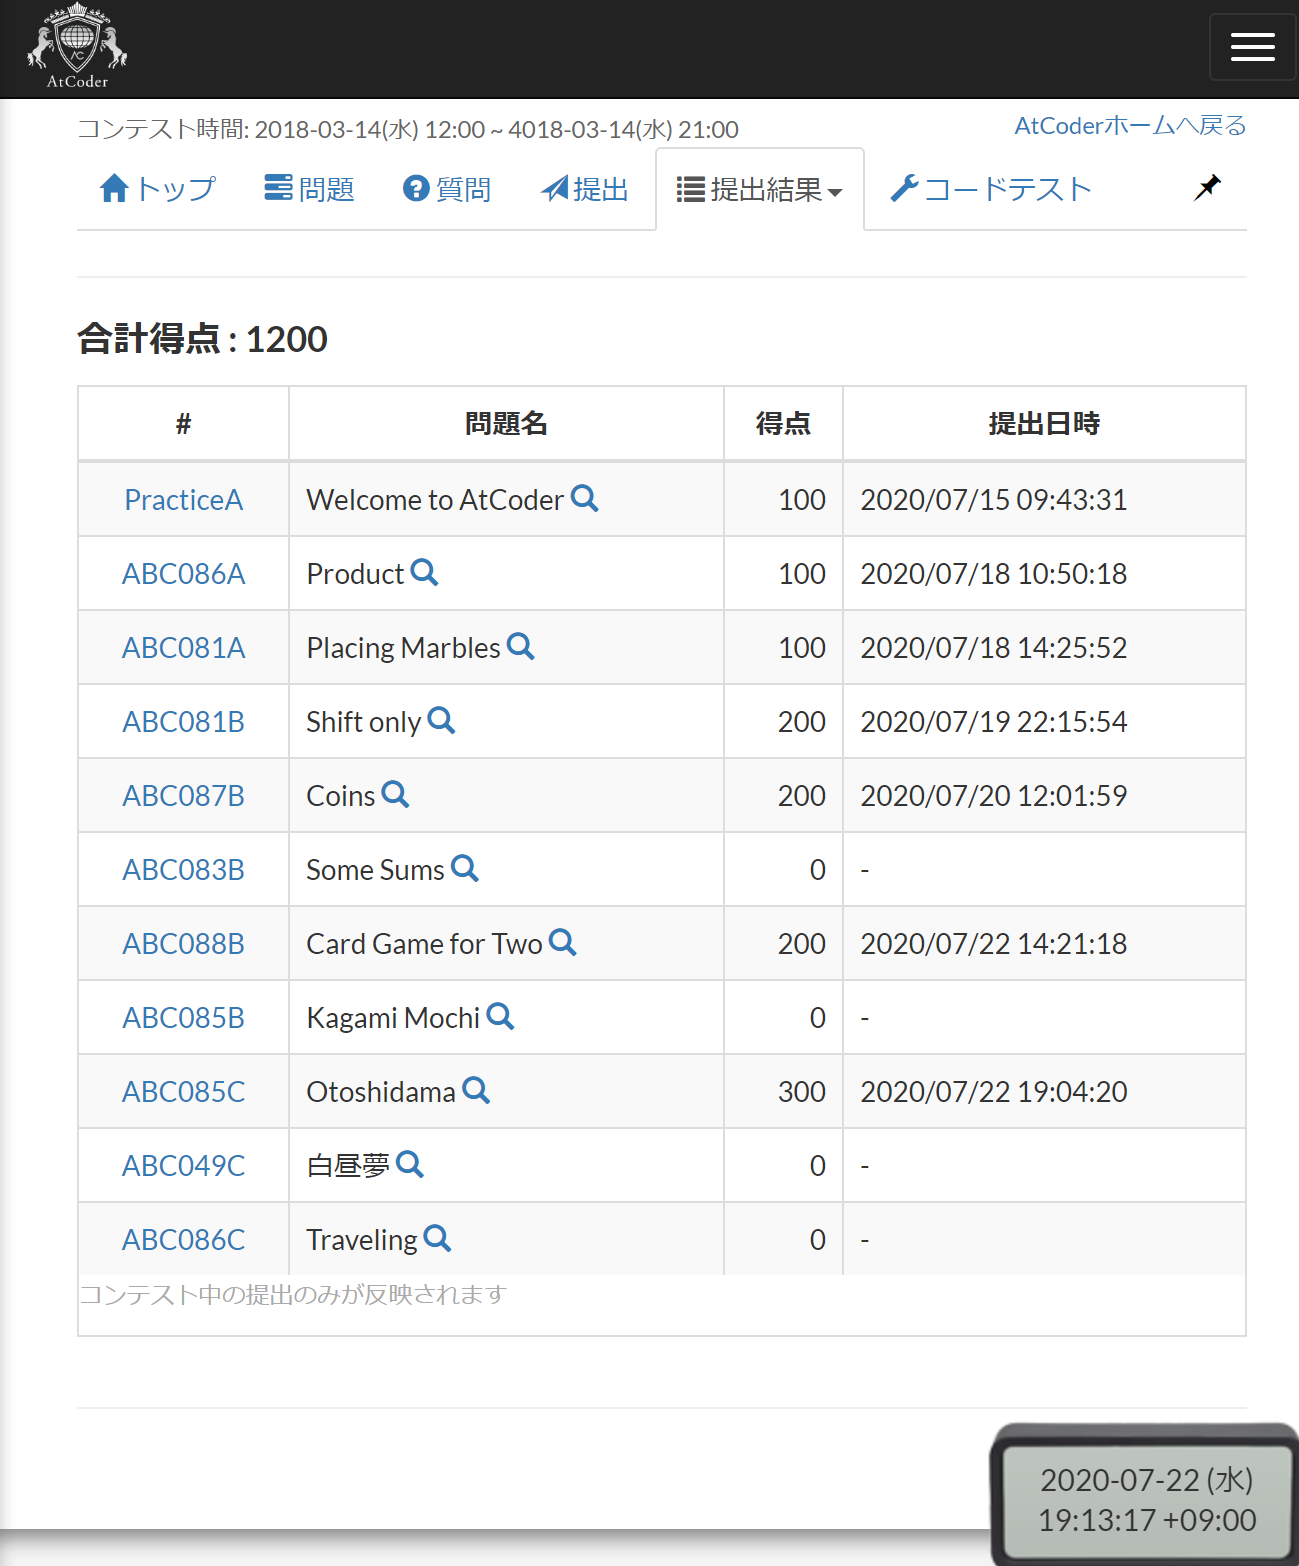 AC
AtCoder
コンテスト時間: 2018-03-14(水) 12:00 ~ 4018-03-14(水) 21:00
AtCoderホームへ戻る
トップ 問題 質問 提出 提出結果 コードテスト
合計得点 : 1200
# 問題名 得点 提出日時
PracticeA Welcome to AtCoder 100 2020/07/15 09:43:31
ABC086A Product 100 2020/07/18 10:50:18
ABC081A Placing Marbles 100 2020/07/18 14:25:52
ABC081B Shift only 200 2020/07/19 22:15:54
ABC087B Coins 200 2020/07/20 12:01:59
ABC083B Some Sums 0 -
ABC088B Card Game for Two 200 2020/07/22 14:21:18
ABC085B Kagami Mochi 0 -
ABC085C Otoshidama 300 2020/07/22 19:04:20
ABC049C 白昼夢 0 -
ABC086C Traveling 0 -
コンテスト中の提出のみが反映されます
2020-07-22 (水)
19:13:17 +09:00